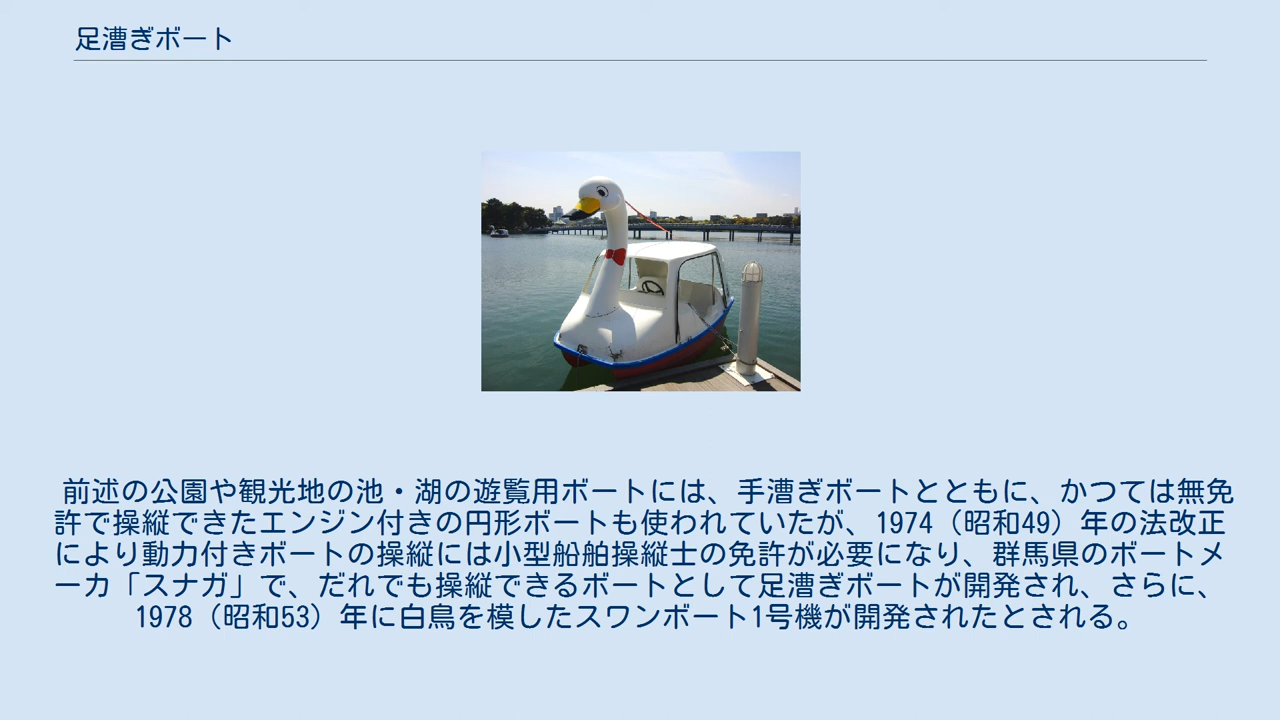 足漕ぎボート
前述の公園や観光地の池・湖の遊覧用ボートには、手漕ぎボートとともに、かつては無免
許で操縦できたエンジン付きの円形ボートも使われていたが、1974（昭和49）年の法改正
により動力付きボートの操縦には小型船舶操縦士の免許が必要になり、群馬県のボートメ
ーカ「スナガ」で、だれでも操縦できるボートとして足漕ぎボートが開発され、さらに、
1978（昭和53）年に白鳥を模したスワンボート1号機が開発されたとされる。